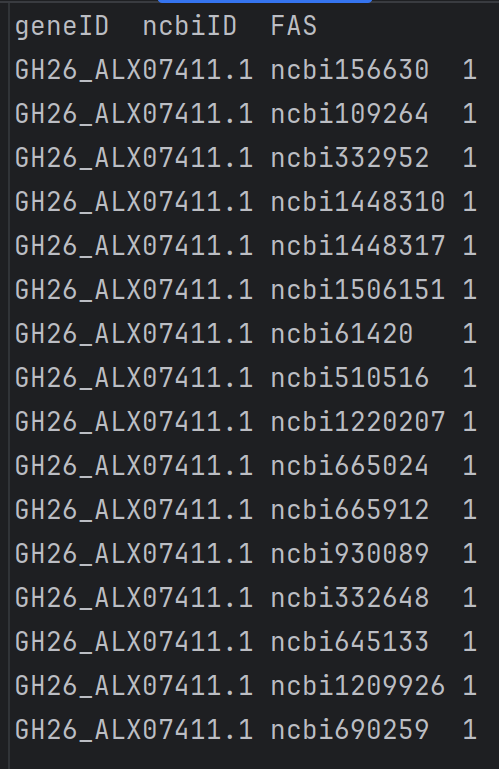 geneID ncbiID FAS
GH26_ALX07411.1 ncbi156630 1
GH26_ALX07411.1 ncbi109264 1
GH26_ALX07411.1 ncbi332952 1
GH26_ALX07411.1 ncbi1448310 1
GH26_ALX07411.1 ncbi1448317 1
GH26_ALX07411.1 ncbi1506151 1
GH26_ALX07411.1 ncbi61420 1
GH26_ALX07411.1 ncbi510516 1
GH26_ALX07411.1 ncbi1220207 1
GH26_ALX07411.1 ncbi665024 1
GH26_ALX07411.1 ncbi665912 1
GH26_ALX07411.1 ncbi930089 1
GH26_ALX07411.1 ncbi332648 1
GH26_ALX07411.1 ncbi645133 1
GH26_ALX07411.1 ncbi1209926 1
GH26_ALX07411.1 ncbi690259 1